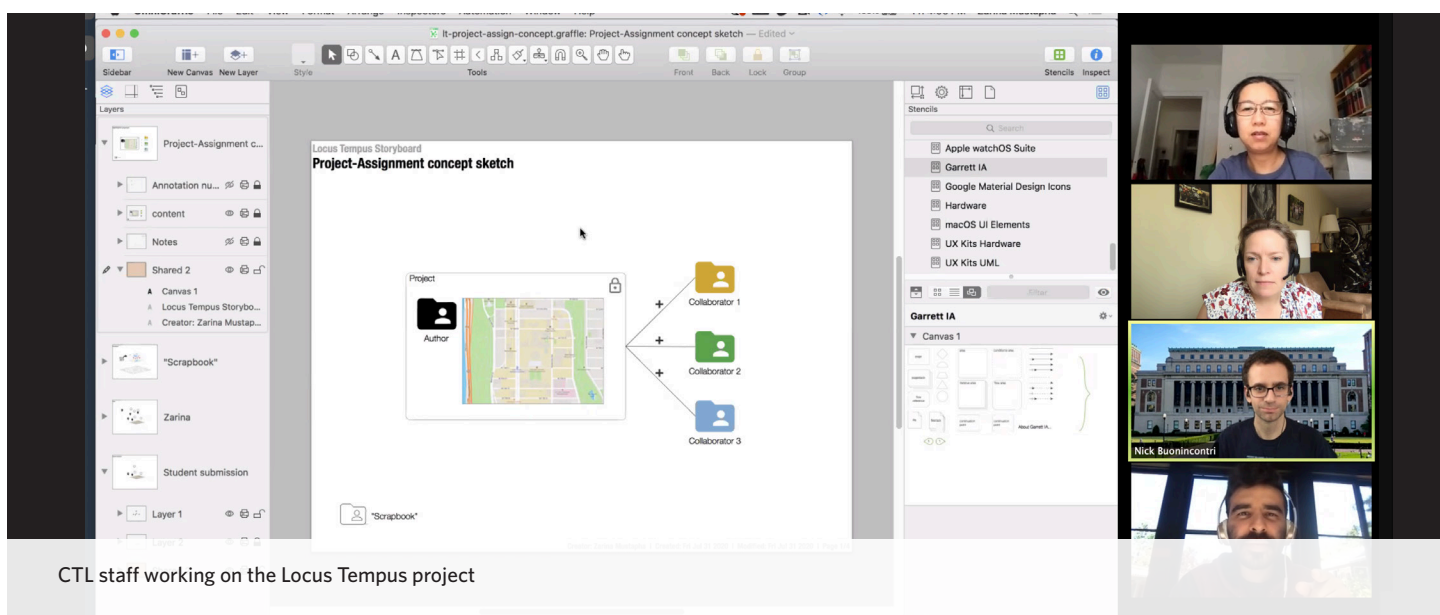 lt-project-assign-concept.graffle: Project-Assignment concept sketch — Edited
Sidebar
New Canvas New Layer
Style
Tools
Front Back Lock Group
Stencils Inspect
Layers
Project-Assignment c...
Annotation nu...
content
Notes
Shared 2
A Canvas 1
A Locus Tempus Storybo...
A Creator: Zarina Mustap...
"Scrapbook"
Zarina
Student submission
Layer 1
Locus Tempus Storyboard
Project-Assignment concept sketch
Project
Author
Collaborator 1
Collaborator 2
Collaborator 3
"Scrapbook"
Stencils
Search
Apple watchOS Suite
Garrett IA
Google Material Design Icons
Hardware
macOS UI Elements
UX Kits Hardware
UX Kits UML
Filter
Garrett IA
Canvas 1
About Garrett IA...
Nick Buonincontri
CTL staff working on the Locus Tempus project